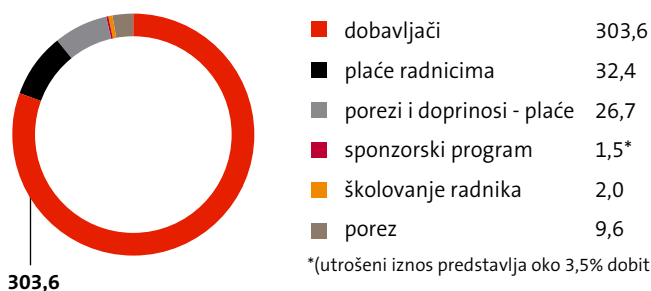 dobavljači 303,6
plaće radnicima 32,4
porezi i doprinosi - plaće 26,7
sponzorski program 1,5*
školovanje radnika 2,0
porez 9,6
*(utrošeni iznos predstavlja oko 3,5% dobit
303,6